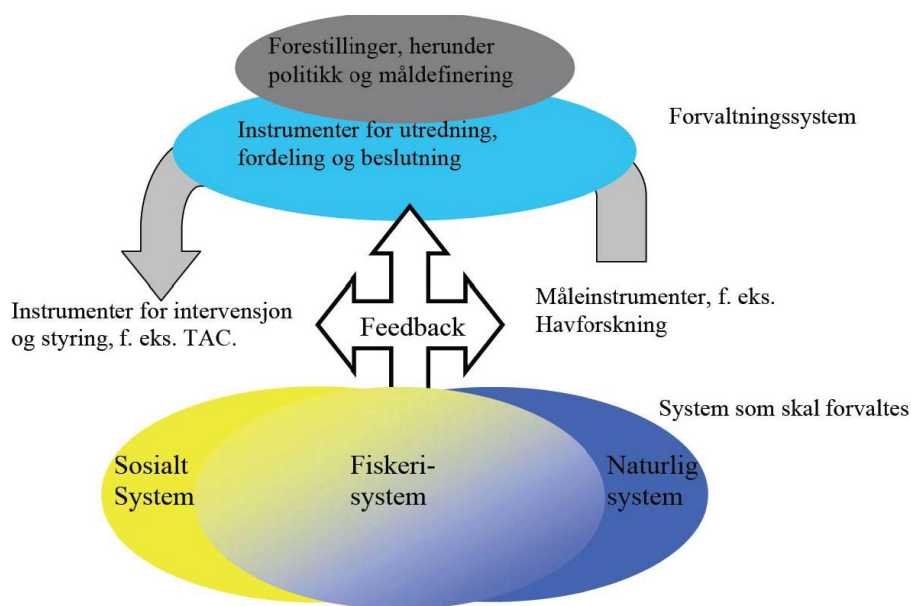 Forestillinger, herunder
politikk og måldefinering
Instrumenter for utredning,
fordeling og beslutning
Forvaltningssystem
Instrumenter for intervensjon
og styring, f. eks. TAC.
Feedback
Måleinstrumenter, f. eks.
Havforskning
System som skal forvaltes
Sosialt
System
Fiskeri-
system
Naturlig
system